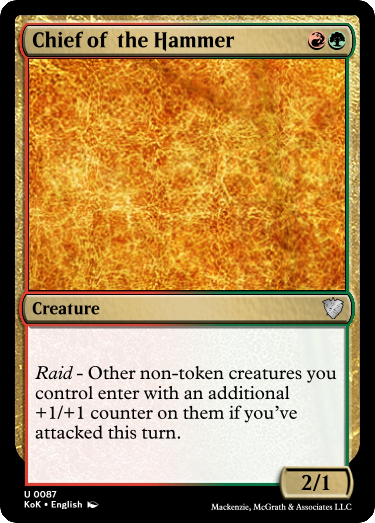 Chief of the Hammer
Creature
Raid - Other non-token creatures you
control enter with an additional
+1/+1 counter on them if you've
attacked this turn.
2/1
U 0087
KoK • English
Mackenzie, McGrath & Associates LLC